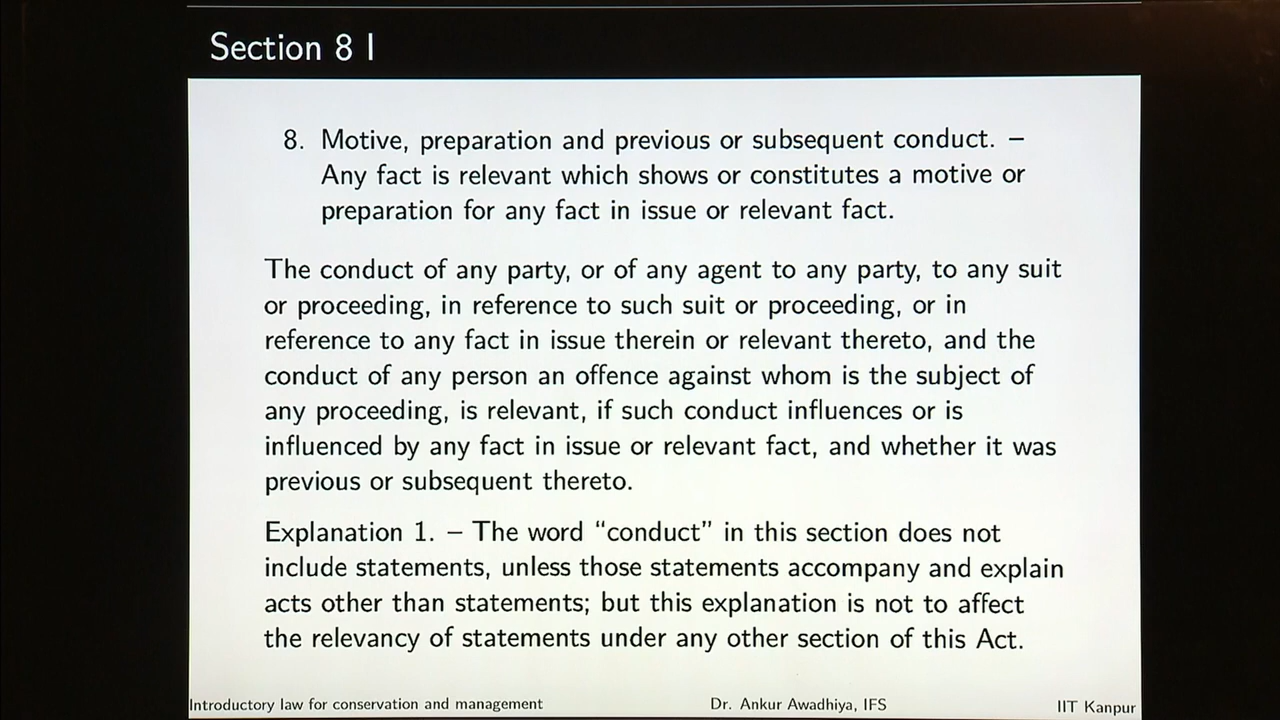 Section 8 I
8. Motive, preparation and previous or subsequent conduct. –
Any fact is relevant which shows or constitutes a motive or
preparation for any fact in issue or relevant fact.
The conduct of any party, or of any agent to any party, to any suit
or proceeding, in reference to such suit or proceeding, or in
reference to any fact in issue therein or relevant thereto, and the
conduct of any person an offence against whom is the subject of
any proceeding, is relevant, if such conduct influences or is
influenced by any fact in issue or relevant fact, and whether it was
previous or subsequent thereto.
Explanation 1. – The word “conduct” in this section does not
include statements, unless those statements accompany and explain
acts other than statements; but this explanation is not to affect
the relevancy of statements under any other section of this Act.
Introductory law for conservation and management Dr. Ankur Awadhiya, IFS IIT Kanpur